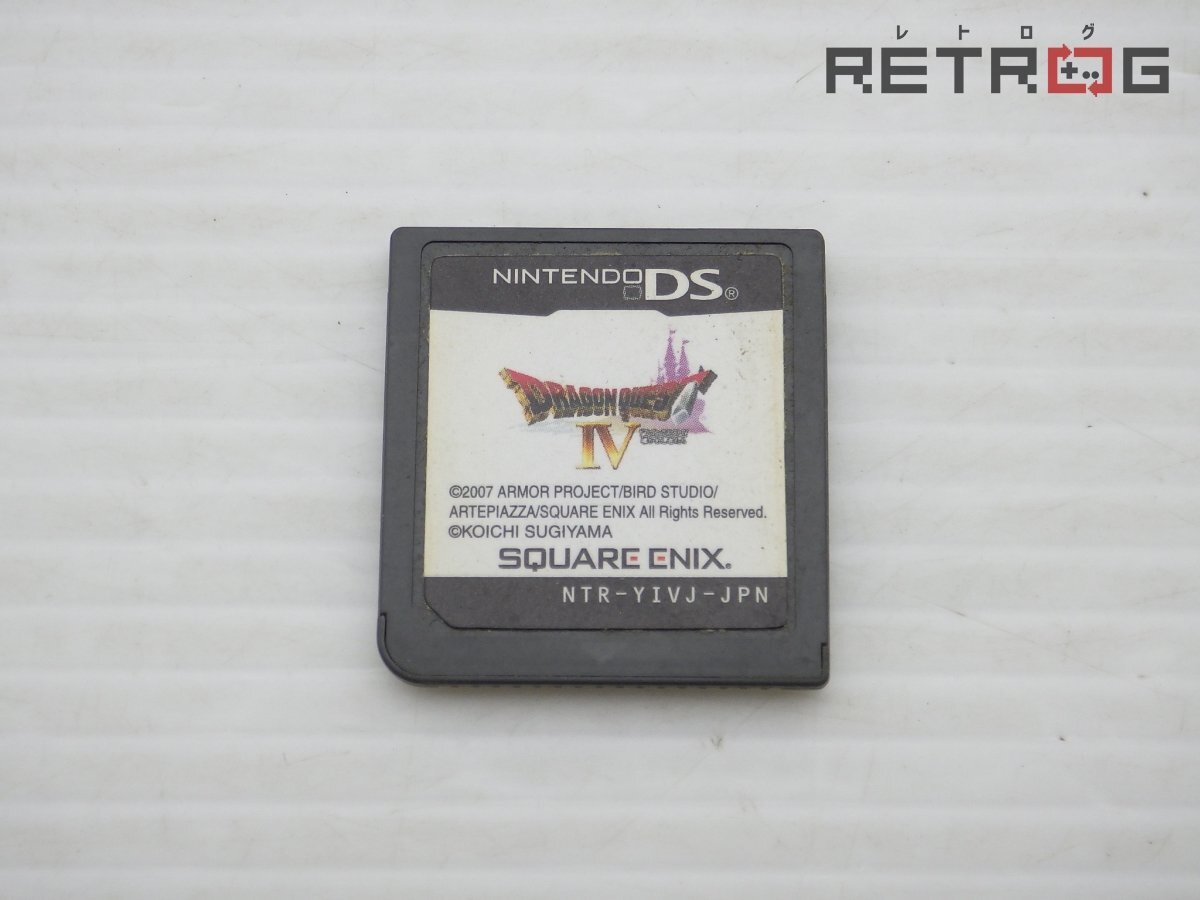 レトログ
RETROG
NINTENDO DS®
DRAGON QUEST
IV
©2007 ARMOR PROJECT/BIRD STUDIO/
ARTEPIAZZA/SQUARE ENIX All Rights Reserved.
©KOICHI SUGIYAMA
SQUARE ENIX.
NTR-YIVJ-JPN